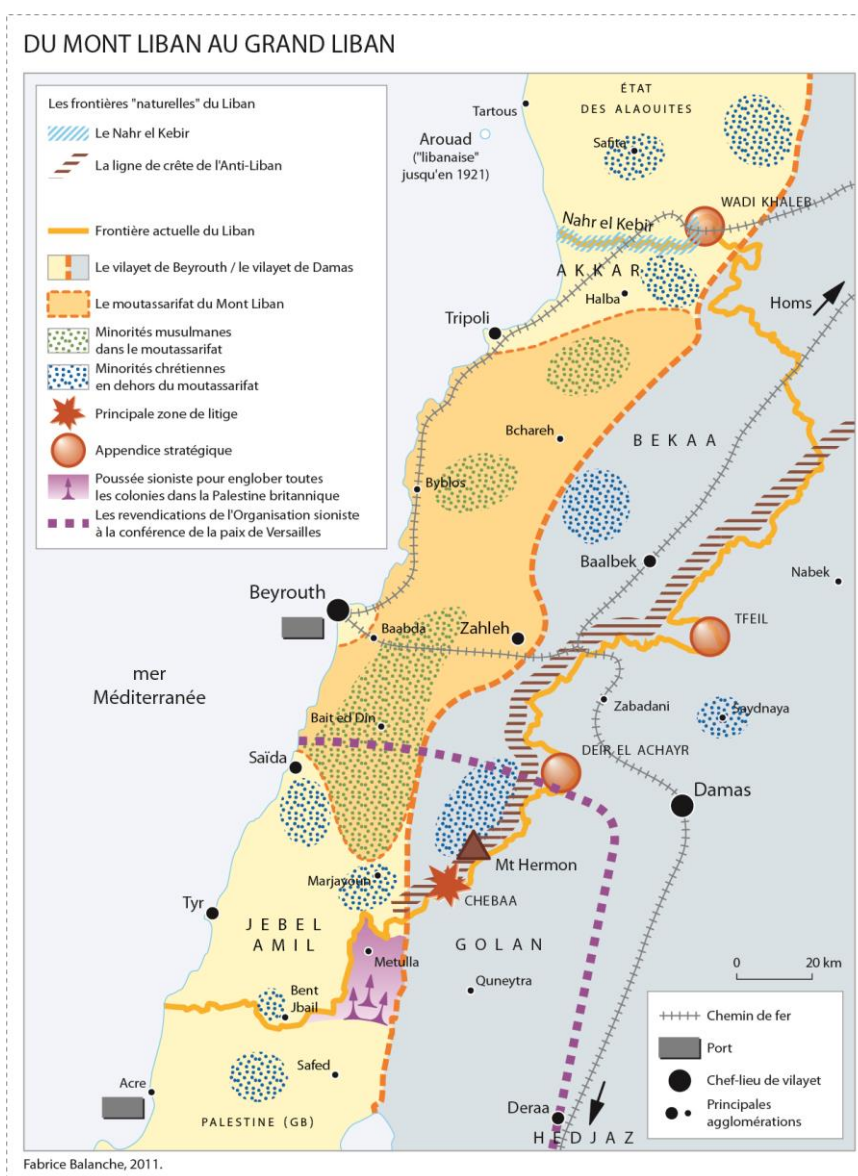 DU MONT LIBAN AU GRAND LIBAN
Les frontières "naturelles" du Liban
Le Nahr el Kebir
La ligne de crête de l'Anti-Liban
Frontière actuelle du Liban
Le vilayet de Beyrouth / le vilayet de Damas
Le moutassarifat du Mont Liban
Minorités musulmanes
dans le moutassarifat
Minorités chrétiennes
en dehors du moutassarifat
Principale zone de litige
Appendice stratégique
Poussée sioniste pour englober toutes
les colonies dans la Palestine britannique
Les revendications de l'Organisation sioniste
à la conférence de la paix de Versailles
ÉTAT
DES ALAOUITES
Tartous
Arouad
("libanaise"
jusqu'en 1921)
Safita
WADI KHALEB
Nahr el Kebir
AKKAR
Halba
Homs
Tripoli
Bchareh
BEKAA
Byblos
Baalbek
Nabek
Beyrouth
Baabda
Zahleh
TFEIL
mer
Méditerranée
Zabadani
Saydnaya
Bait ed Din
DEIR EL ACHAYR
Saïda
Damas
Mt Hermon
Marjayoun
CHEBAA
Tyr
JEBEL
AMIL
GOLAN
Metulla
Quneytra
0 20 km
Bent
Jbail
Safed
Acre
PALESTINE (GB)
Deraa
HEDJAZ
Chemin de fer
Port
Chef-lieu de vilayet
Principales
agglomérations
Fabrice Balanche, 2011.